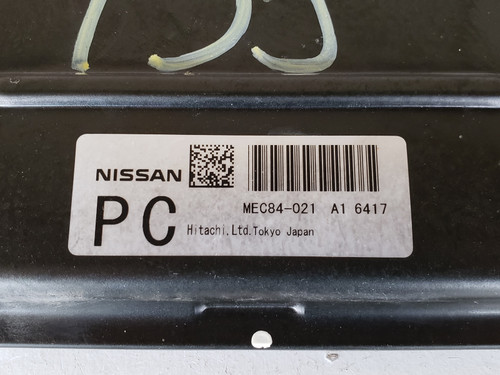 NISSAN
PC
MEC84-021 A1 6417
Hitachi,Ltd.Tokyo Japan